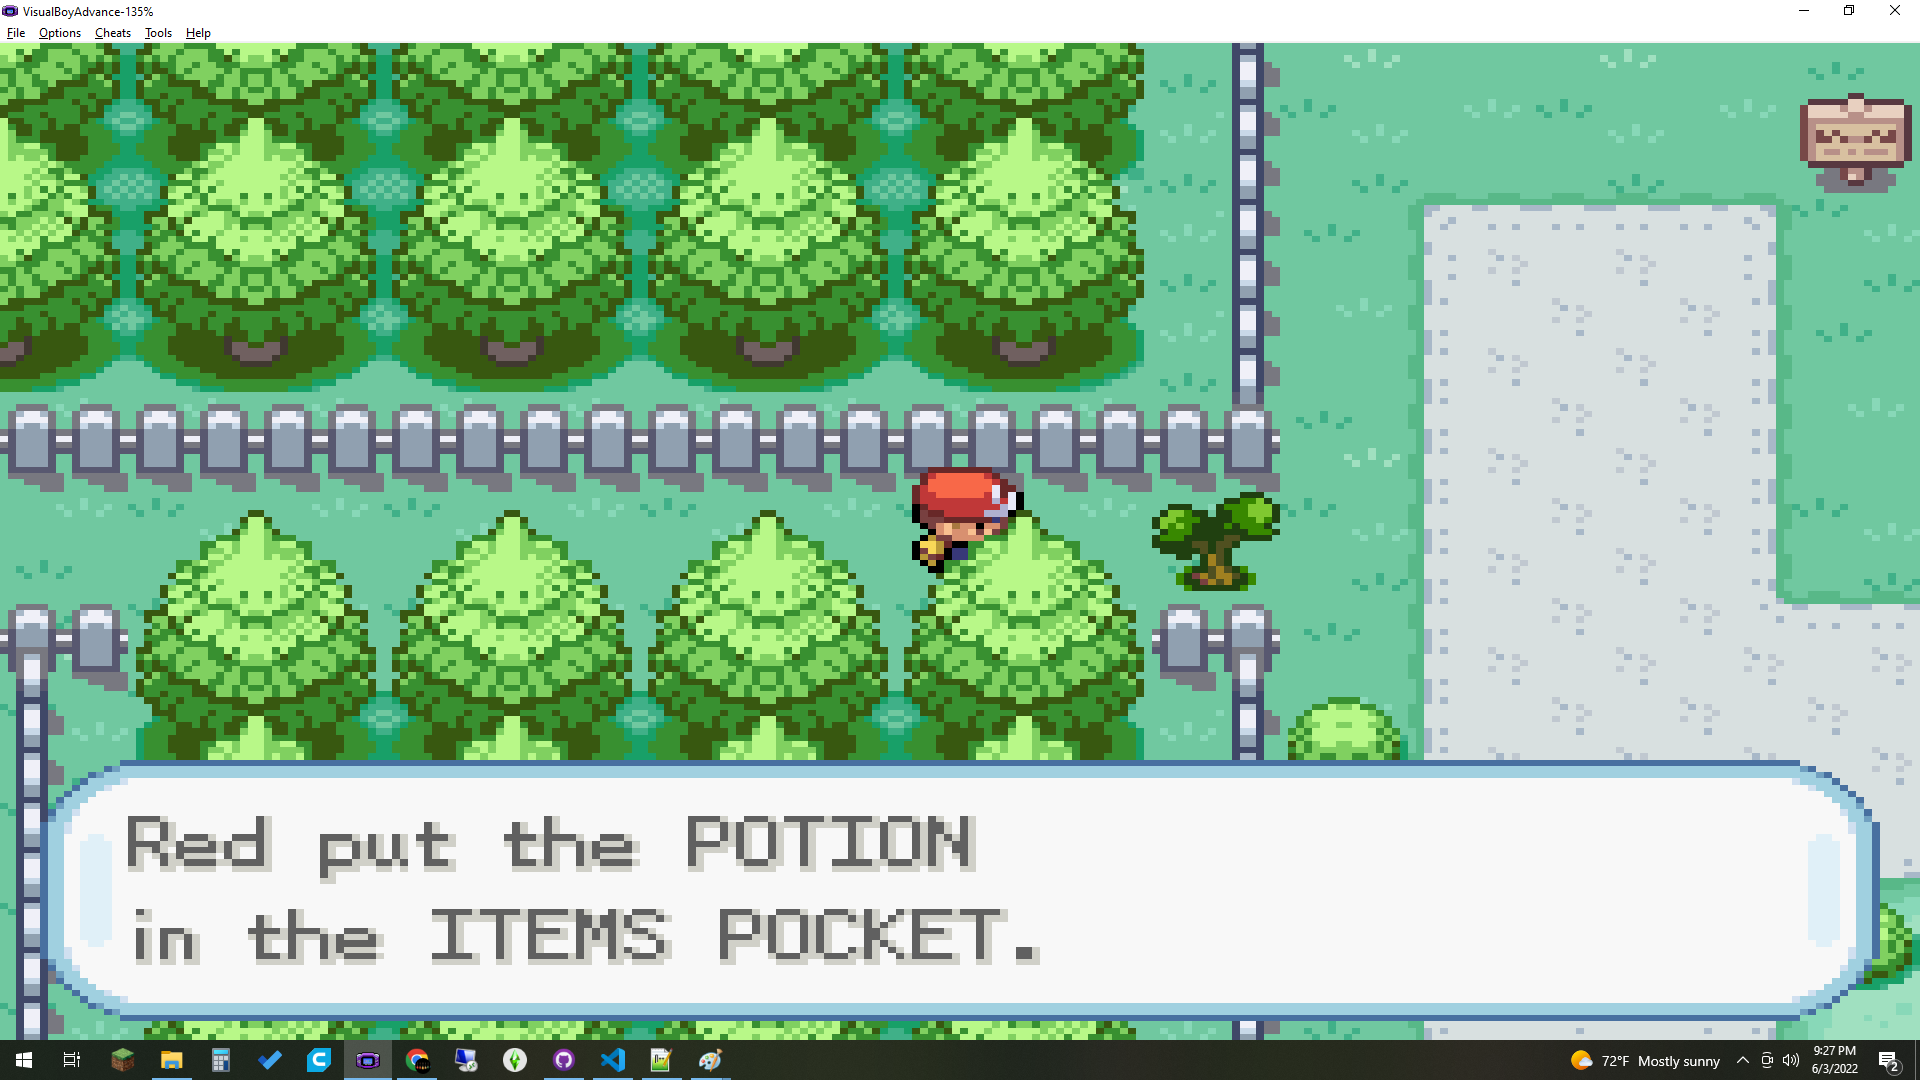 VisualBoyAdvance-135%
File Options Cheats Tools Help
Red put the POTION
in the ITEMS POCKET.
72°F Mostly sunny
9:27 PM
6/3/2022
2